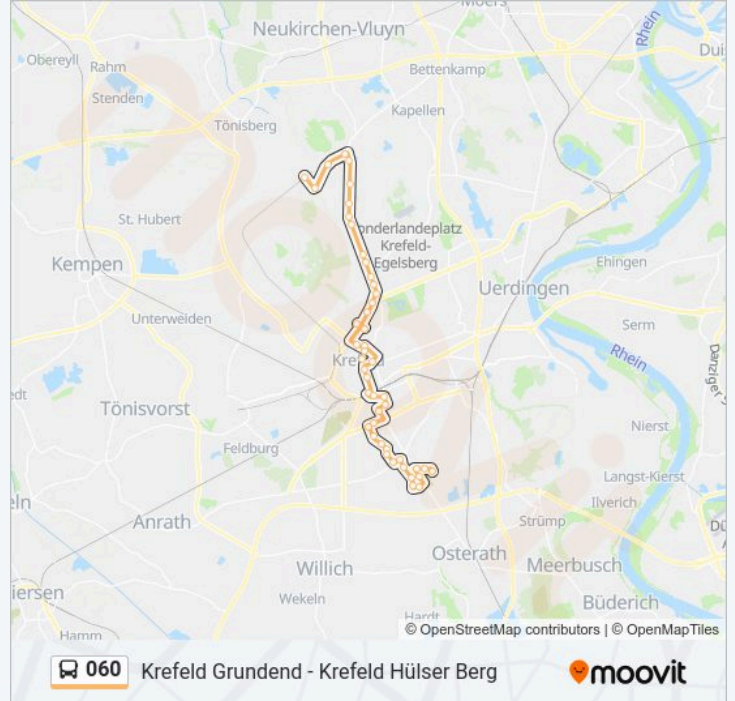 Moers
Neukirchen-Vluyn
Rhein
Obereyll
Rahm
Bettenkamp
Stenden
Kapellen
Tönisberg
St. Hubert
onderlandeplatz
Krefeld-
Egelsberg
Kempen
Ehingen
Uerdingen
Unterweiden
Serm
Rhein
Danziger
Tönisvorst
Nierst
Feldburg
Langst-Kierst
Ilverich
Anrath
Strümp
Osterath
Willich
Meerbusch
iersen
Wekeln
Büderich
Hardt
Hamm
© OpenStreetMap contributors | © OpenMapTiles
060 Krefeld Grundend - Krefeld Hülser Berg moovit